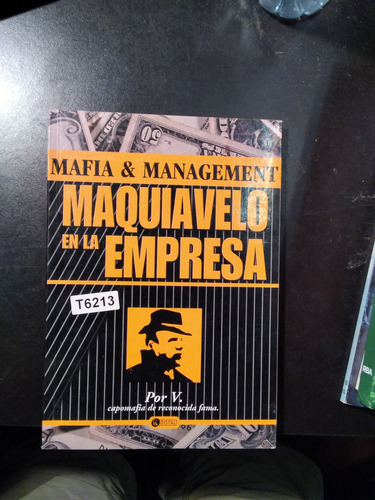 MAFIA & MANAGEMENT
MAQUIAVELO
EN LA EMPRESA
T6213
Por V.
capomafia de reconocida fama.